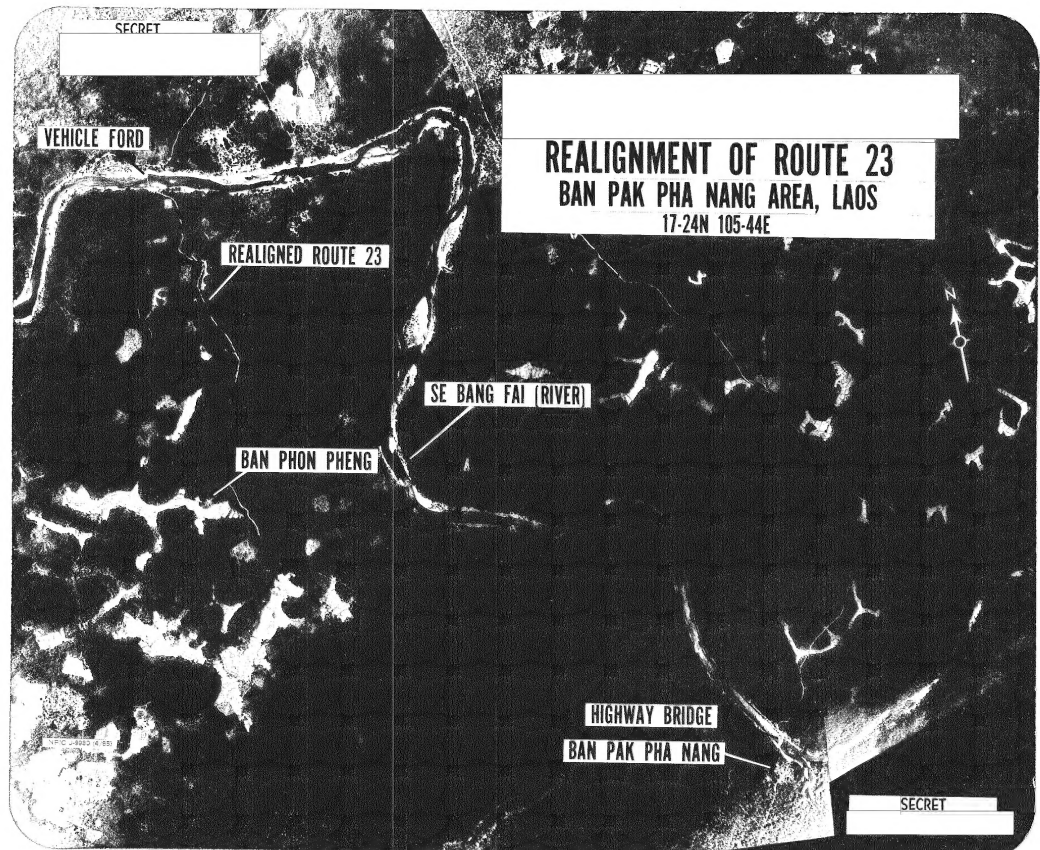 SECRET
VEHICLE FORD
REALIGNMENT OF ROUTE 23
BAN PAK PHA NANG AREA, LAOS
17-24N 105-44E
REALIGNED ROUTE 23
N
SE BANG FAI (RIVER)
BAN PHON PHENG
HIGHWAY BRIDGE
BAN PAK PHA NANG
SECRET